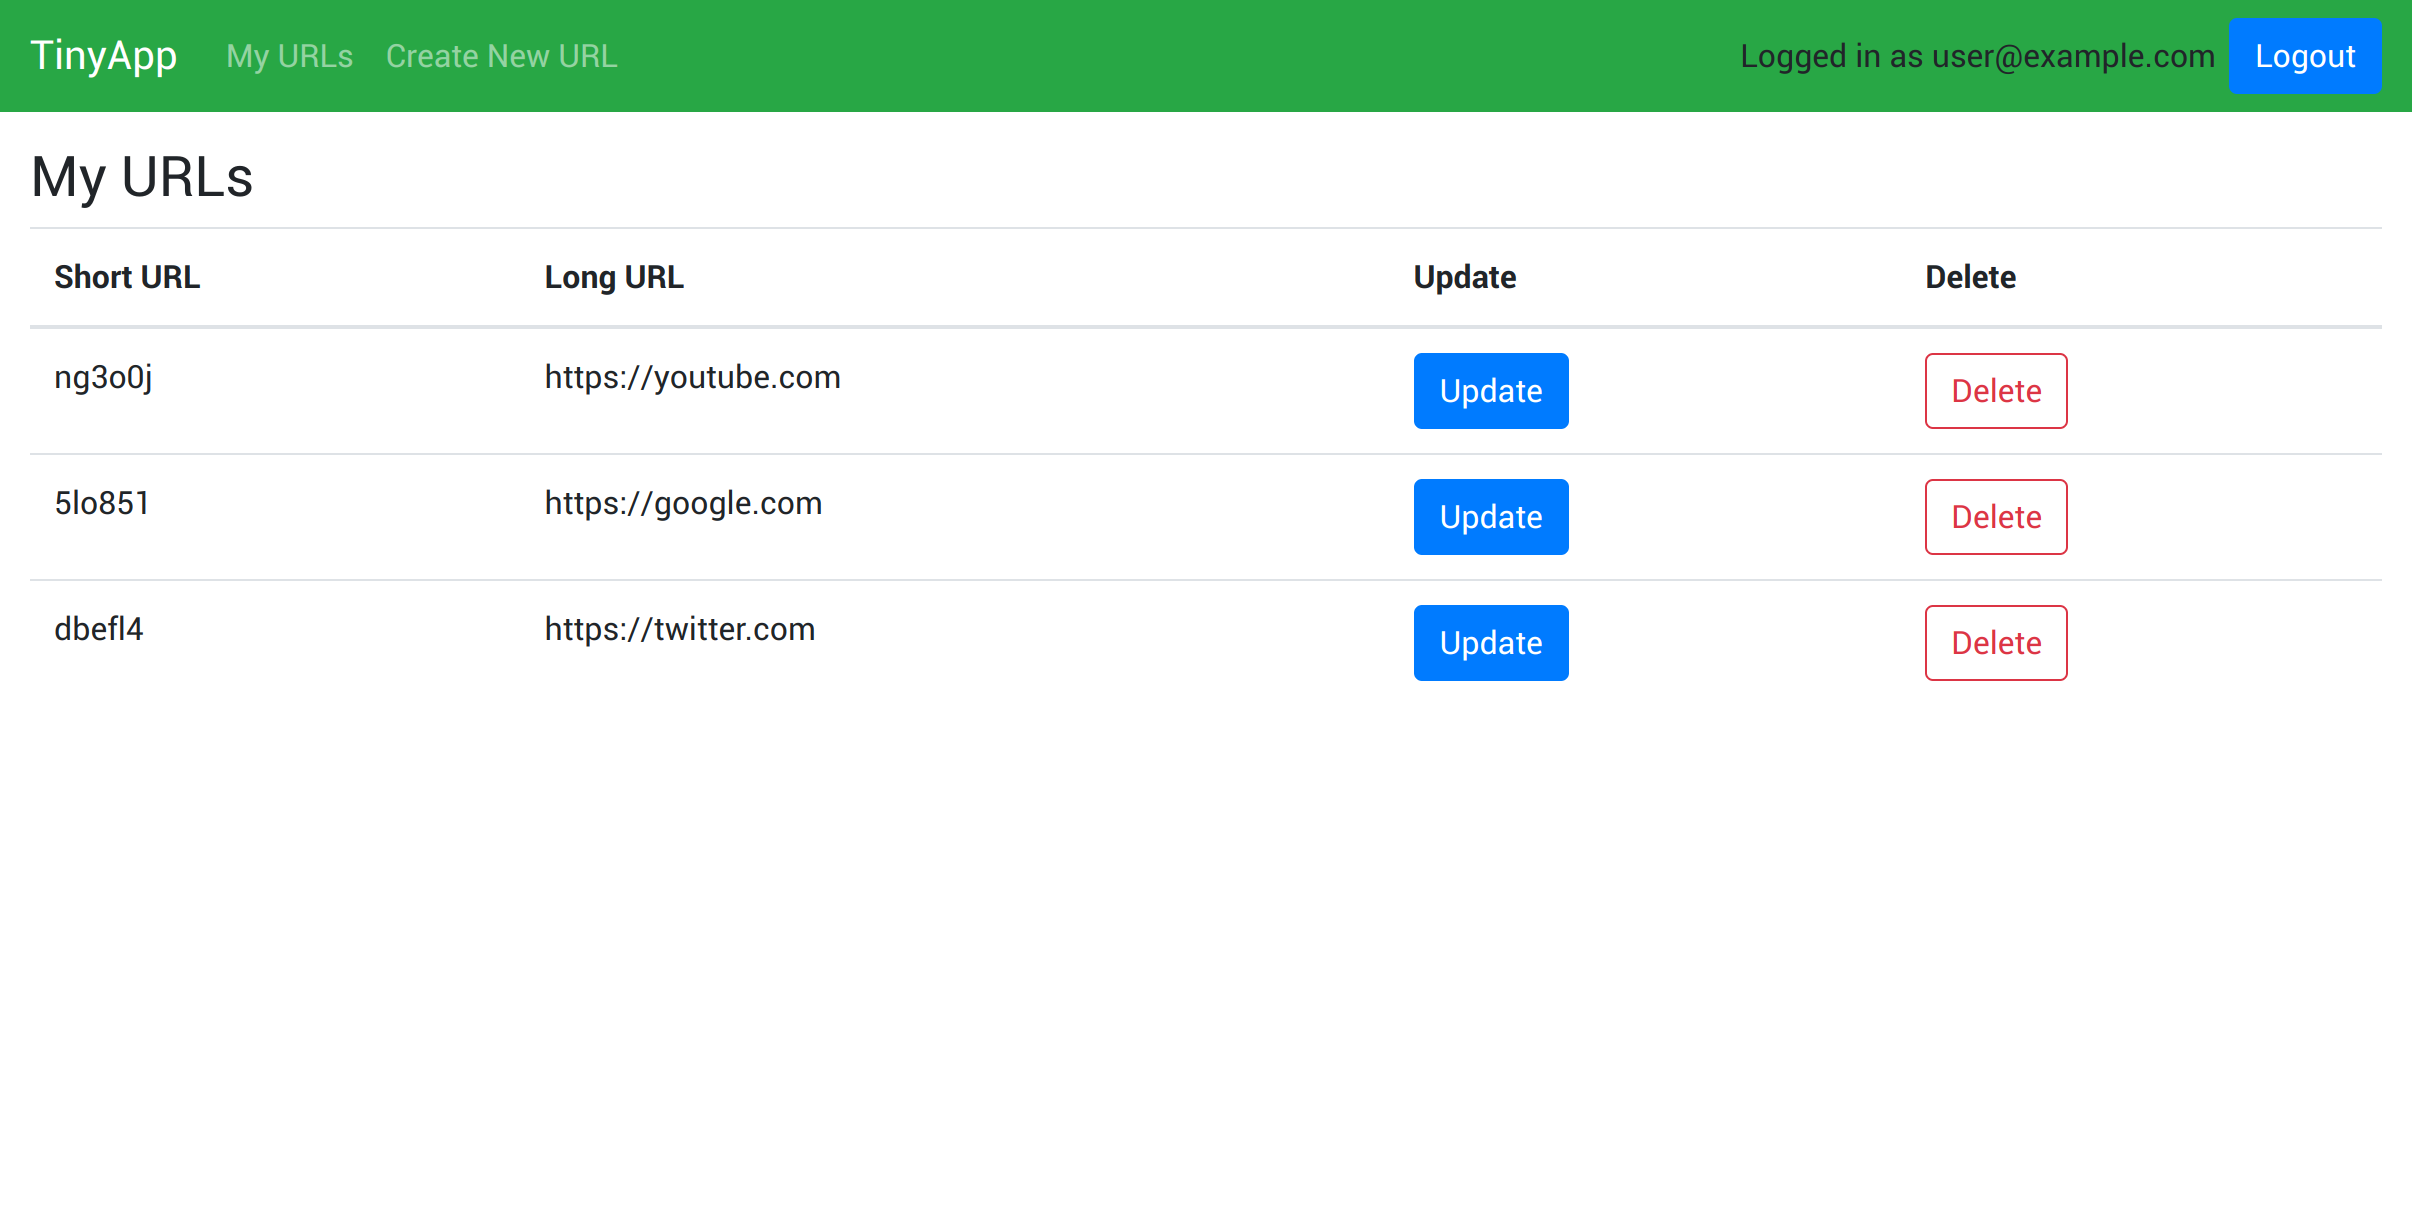 TinyApp My URLs Create New URL Logged in as user@example.com Logout
My URLs
Short URL Long URL Update Delete
ng3o0j https://youtube.com Update Delete
5lo851 https://google.com Update Delete
dbefl4 https://twitter.com Update Delete